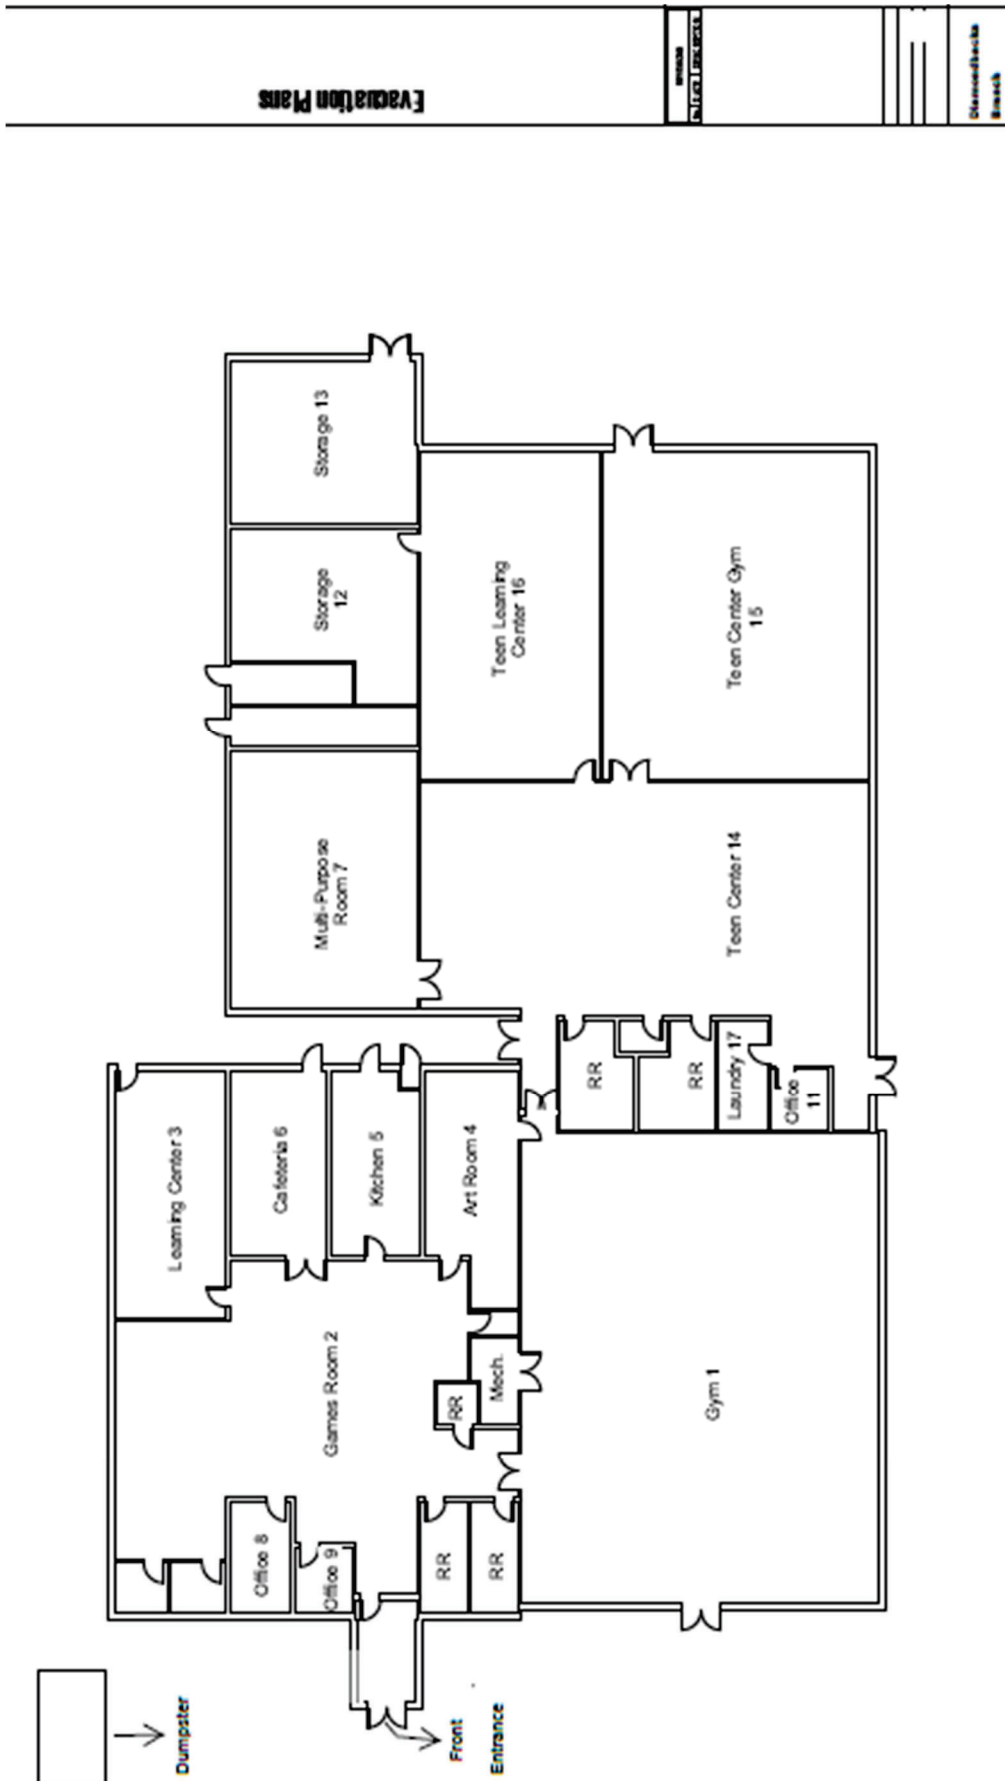 Evacuation Plans
Diamondbacks
Branch
Storage 13
Storage
12
Teen Learning
Center 16
Teen Center Gym
15
Multi-Purpose
Room 7
Teen Center 14
Learning Center 3
Cafeteria 6
Kitchen 5
Art Room 4
RR
RR
Laundry 17
Office
11
Games Room 2
RR
Mech.
Gym 1
Office 8
Office 9
RR
RR
Dumpster
Front
Entrance